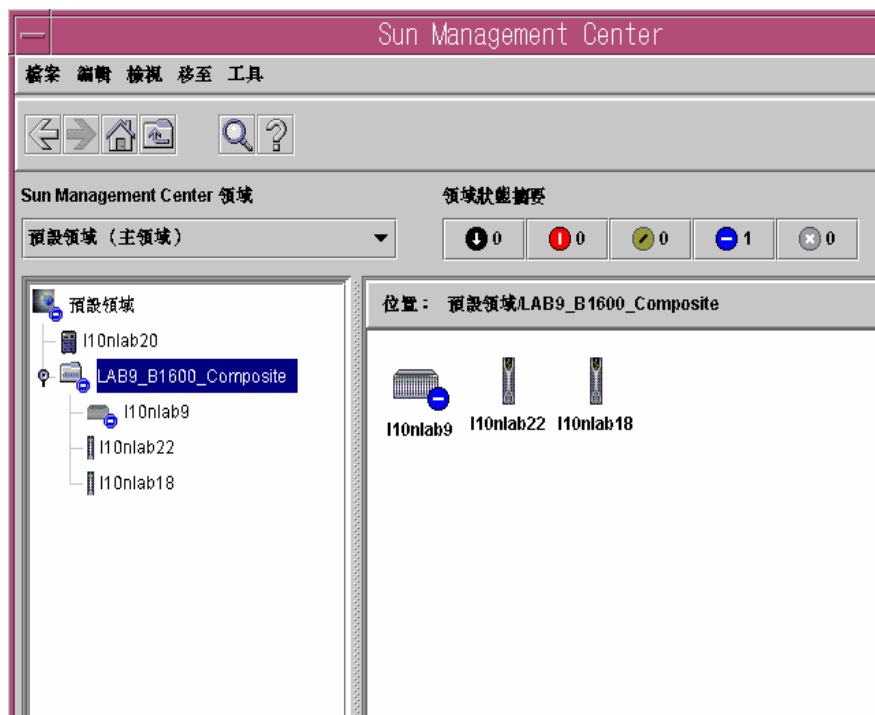 Sun Management Center
檔案 編輯 檢視 移至 工具
Sun Management Center 領域
領域狀態摘要
預設領域（主領域）
0 0 0 1 0
預設領域
l10nlab20
LAB9_B1600_Composite
l10nlab9
l10nlab22
l10nlab18
位置： 預設領域/LAB9_B1600_Composite
l10nlab9 l10nlab22 l10nlab18